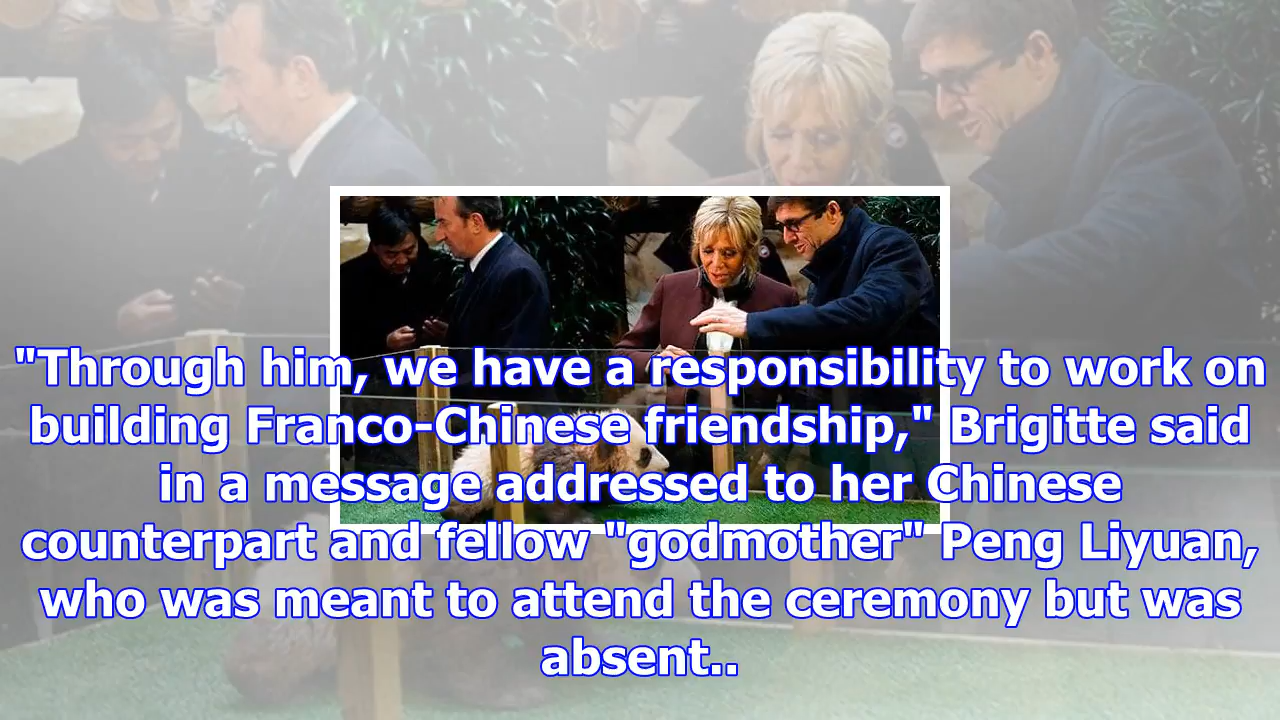 "Through him, we have a responsibility to work on
building Franco-Chinese friendship," Brigitte said
in a message addressed to her Chinese
counterpart and fellow "godmother" Peng Liyuan,
who was meant to attend the ceremony but was
absent..